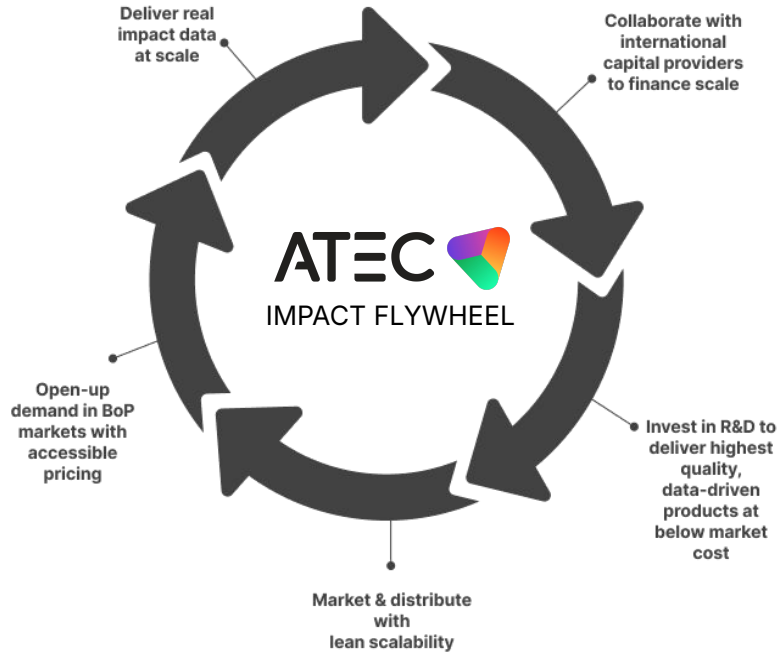 Deliver real
impact data
at scale
Collaborate with
international
capital providers
to finance scale
ATEC
IMPACT FLYWHEEL
Open-up
demand in BoP
markets with
accessible
pricing
Invest in R&D to
deliver highest
quality,
data-driven
products at
below market
cost
Market & distribute
with
lean scalability